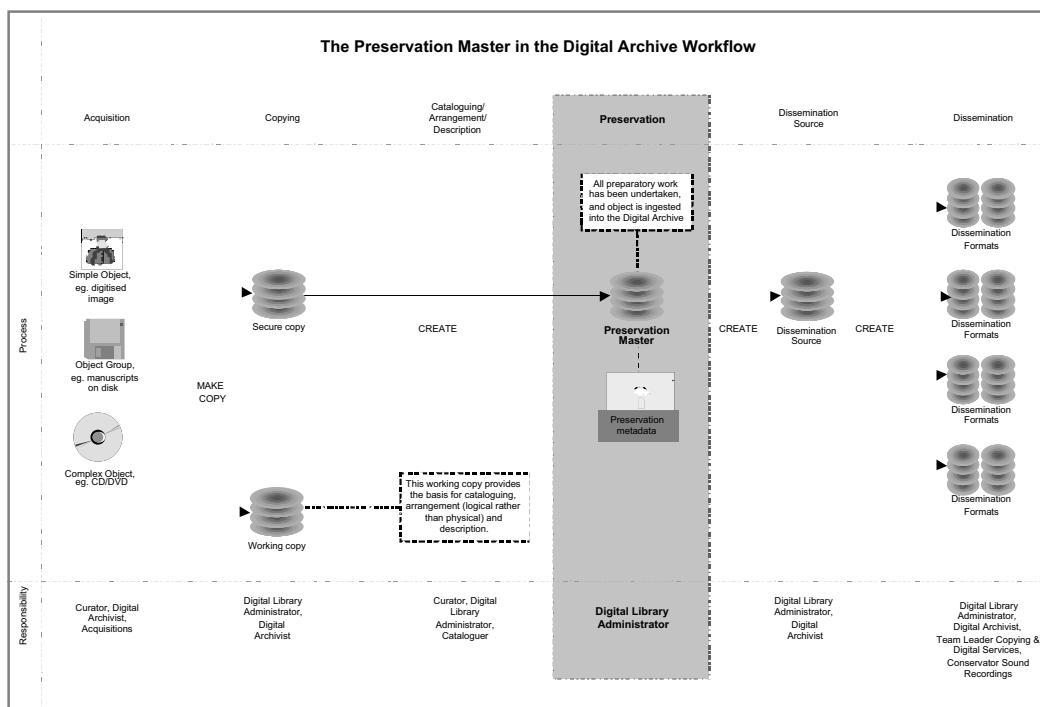 The Preservation Master in the Digital Archive Workflow
Acquisition
Copying
Cataloguing/
Arrangement/
Description
Preservation
Dissemination
Source
Dissemination
Process
Simple Object,
eg. digitised
image
Object Group,
eg. manuscripts
on disk
Complex Object,
eg. CD/DVD
MAKE
COPY
Secure copy
Working copy
CREATE
This working copy provides
the basis for cataloguing,
arrangement (logical rather
than physical) and
description.
All preparatory work
has been undertaken,
and object is ingested
into the Digital Archive
Preservation
Master
Preservation
metadata
CREATE
Dissemination
Source
CREATE
Dissemination
Formats
Dissemination
Formats
Dissemination
Formats
Dissemination
Formats
Responsibility
Curator, Digital
Archivist,
Acquisitions
Digital Library
Administrator,
Digital
Archivist
Curator, Digital
Library
Administrator,
Cataloguer
Digital Library
Administrator
Digital Library
Administrator,
Digital
Archivist
Digital Library
Administrator,
Digital Archivist,
Team Leader Copying &
Digital Services,
Conservator Sound
Recordings